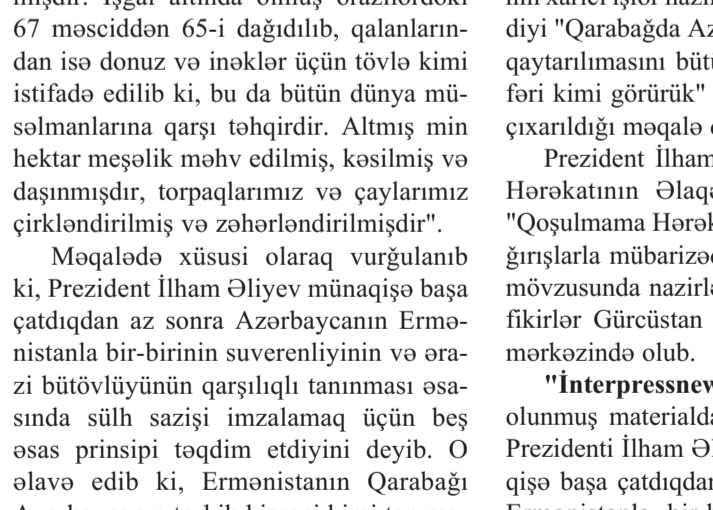 67 məsciddən 65-i dağıdılıb, qalanların-
dan isə donuz və inəklər üçün tövlə kimi
istifadə edilib ki, bu da bütün dünya mü-
səlmanlarına qarşı təhqirdir. Altmış min
hektar meşəlik məhv edilmiş, kəsilmiş və
daşınmışdır, torpaqlarımız və çaylarımız
çirkləndirilmiş və zəhərləndirilmişdir".
Məqalədə xüsusi olaraq vurğulanıb
ki, Prezident İlham Əliyev münaqişə başa
çatdıqdan az sonra Azərbaycanın Ermə-
nistanla bir-birinin suverenliyinin və əra-
zi bütövlüyünün qarşılıqlı tanınması əsa-
sında sülh sazişi imzalamaq üçün beş
əsas prinsipi təqdim etdiyini deyib. O
əlavə edib ki, Ermənistanın Qarabağı
diyi "Qarabağda Az
qaytarılmasını büt
fəri kimi görürük"
çıxarıldığı məqalə
Prezident İlham
Hərəkatının Əlaqə
"Qoşulmama Hərək
ğırışlarla mübarizə
mövzusunda nazirlə
fikirlər Gürcüstan
mərkəzində olub.
"İnterpressnew
olunmuş materialda
Prezidenti İlham Ə
qişə başa çatdıqdan